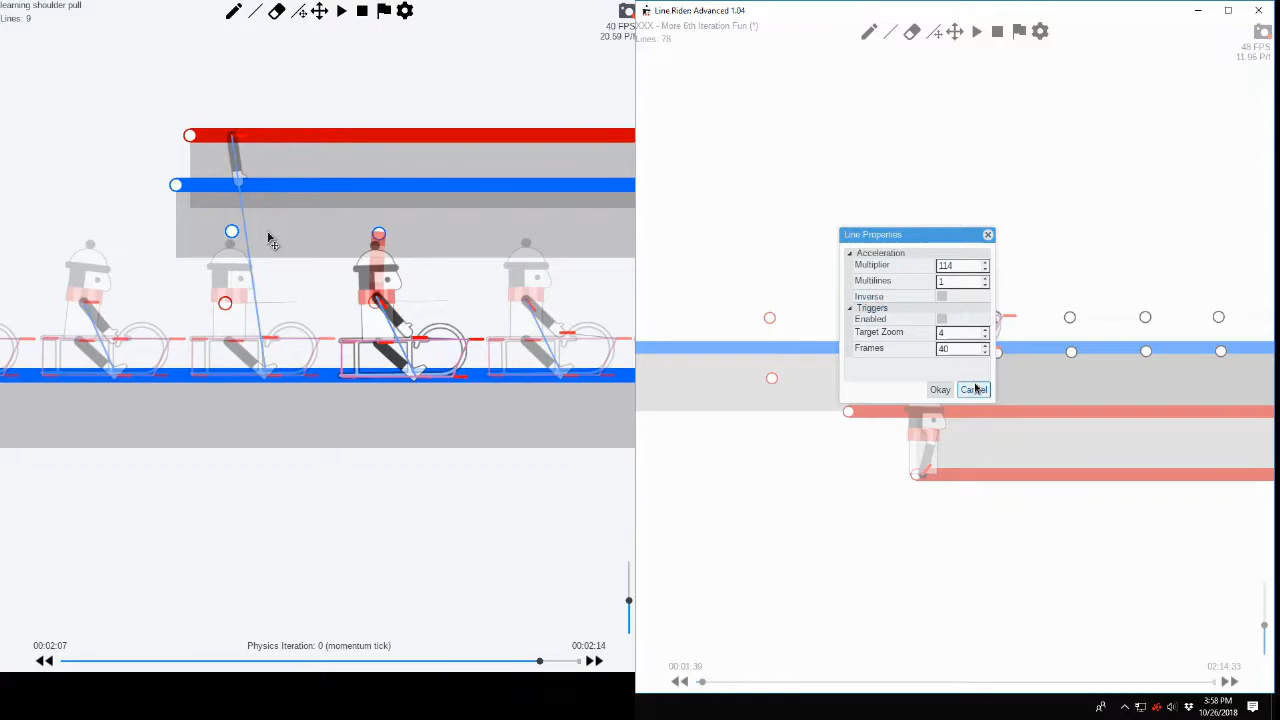 learning shoulder pull
Lines: 9
40 FPS
20.59 P/f
00:02:07
Physics Iteration: 0 (momentum tick)
00:02:14
Line Rider: Advanced 1.04
XXX - More 6th Iteration Fun (*)
Lines: 78
48 FPS
11.96 P/f
Line Properties
Acceleration
Multiplier 114
Multilines 1
Inverse
Triggers
Enabled
Target Zoom 4
Frames 40
Okay Cancel
00:01:39
02:14:33
3:58 PM
10/26/2018